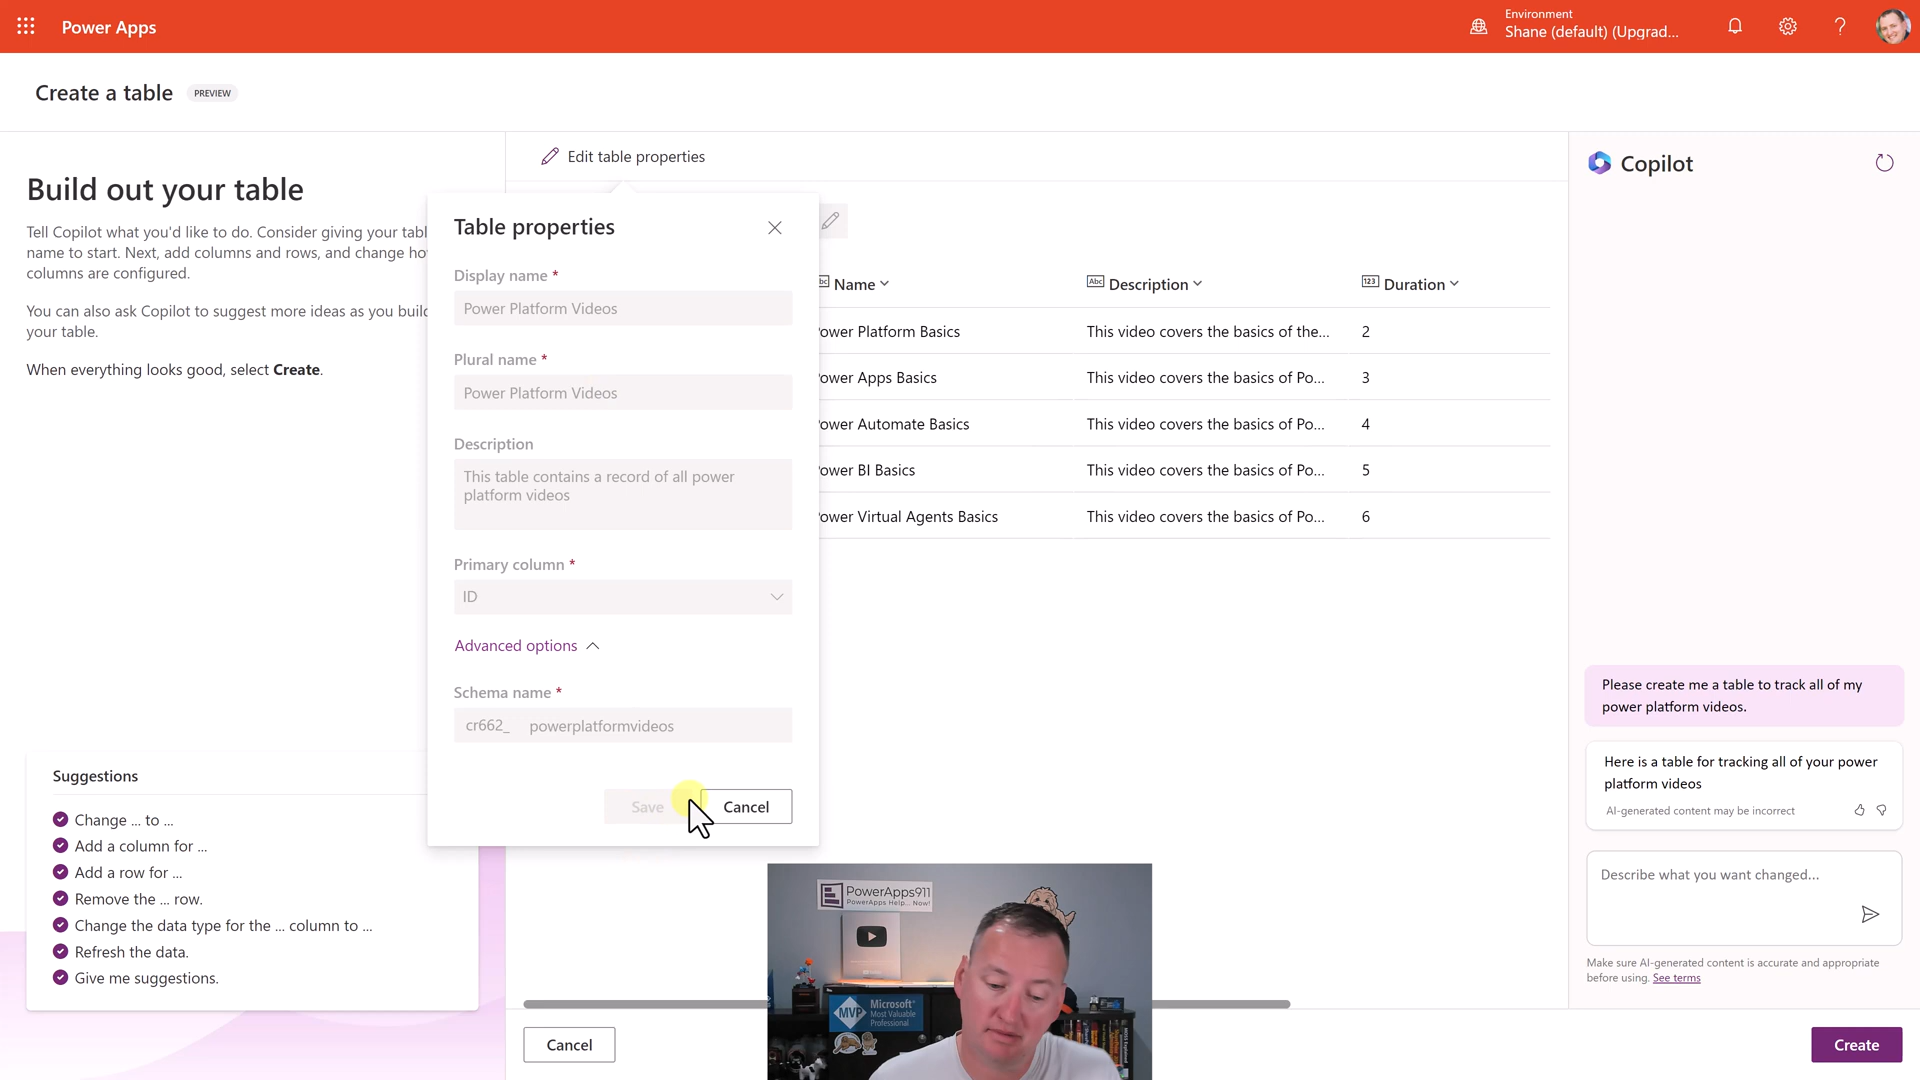 Power Apps
Environment
Shane (default) (Upgrad...
?
Create a table
PREVIEW
Build out your table
Tell Copilot what you'd like to do. Consider giving your tabl
name to start. Next, add columns and rows, and change ho
columns are configured.
You can also ask Copilot to suggest more ideas as you build
your table.
When everything looks good, select Create.
Suggestions
Change ... to ...
Add a column for ...
Add a row for ...
Remove the ... row.
Change the data type for the ... column to ...
Refresh the data.
Give me suggestions.
Edit table properties
Table properties
Display name *
Power Platform Videos
Plural name *
Power Platform Videos
Description
This table contains a record of all power
platform videos
Primary column *
ID
Advanced options
Schema name *
cr662_ powerplatformvideos
Save Cancel
Name Abc Description 123 Duration
ower Platform Basics This video covers the basics of the... 2
ower Apps Basics This video covers the basics of Po... 3
ower Automate Basics This video covers the basics of Po... 4
ower BI Basics This video covers the basics of Po... 5
ower Virtual Agents Basics This video covers the basics of Po... 6
PowerApps911
PowerApps Help... Now!
Microsoft
MVP
Most Valuable
Professional
Cancel
Copilot
Please create me a table to track all of my
power platform videos.
Here is a table for tracking all of your power
platform videos
AI-generated content may be incorrect
Describe what you want changed...
Make sure AI-generated content is accurate and appropriate
before using. See terms
Create